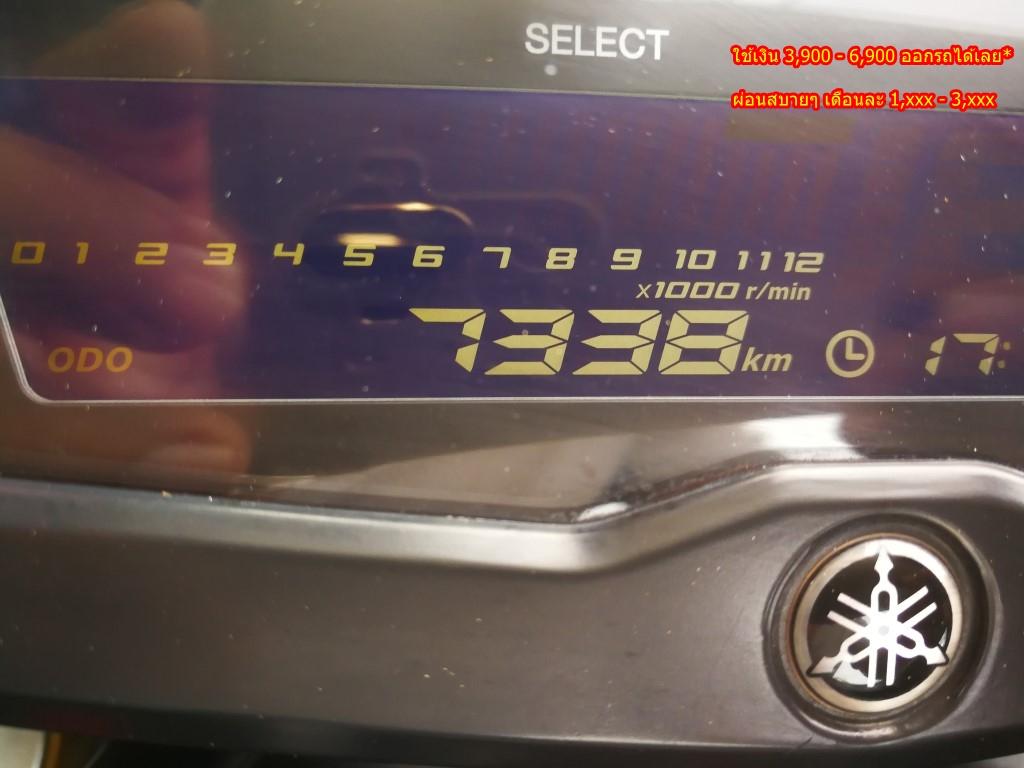 SELECT
ใช้เงิน 3,900 - 6,900 ออกรถได้เลย*
ผ่อนสบายๆ เดือนละ 1,xxx - 3,xxx
0 1 2 3 4 5 6 7 8 9 10 11 12
x1000 r/min
ODO 7338 km 17: